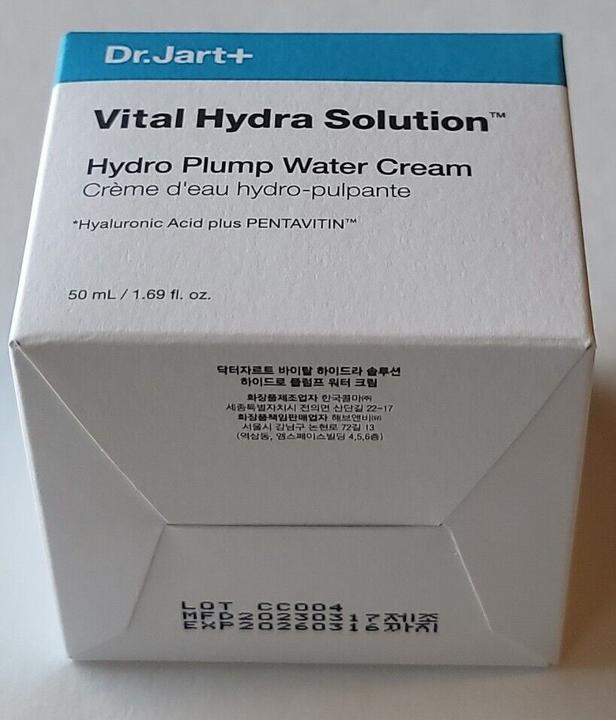 Dr.Jart+
Vital Hydra Solution™
Hydro Plump Water Cream
Crème d'eau hydro-pulpante
*Hyaluronic Acid plus PENTAVITIN™
50 mL / 1.69 fl. oz.
닥터자르트 바이탈 하이드라 솔루션
하이드로 플럼프 워터 크림
화장품제조업자 한국콜마㈜
세종특별자치시 전의면 산단길 22-17
화장품책임판매업자 해브앤비㈜
서울시 강남구 논현로 72길 13
(역삼동, 앰스페이스빌딩 4,5,6층)
LOT CC004
MFD20230317제조
EXP20260316까지